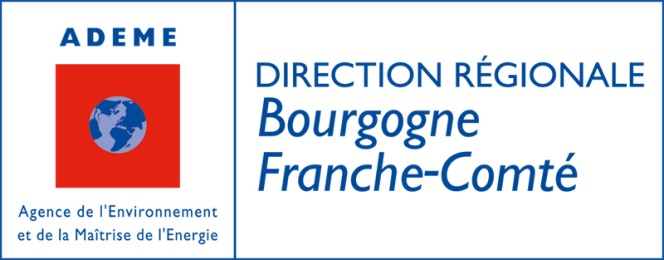 ADEME
Agence de l'Environnement
et de la Maîtrise de l'Energie
DIRECTION RÉGIONALE
Bourgogne
Franche-Comté